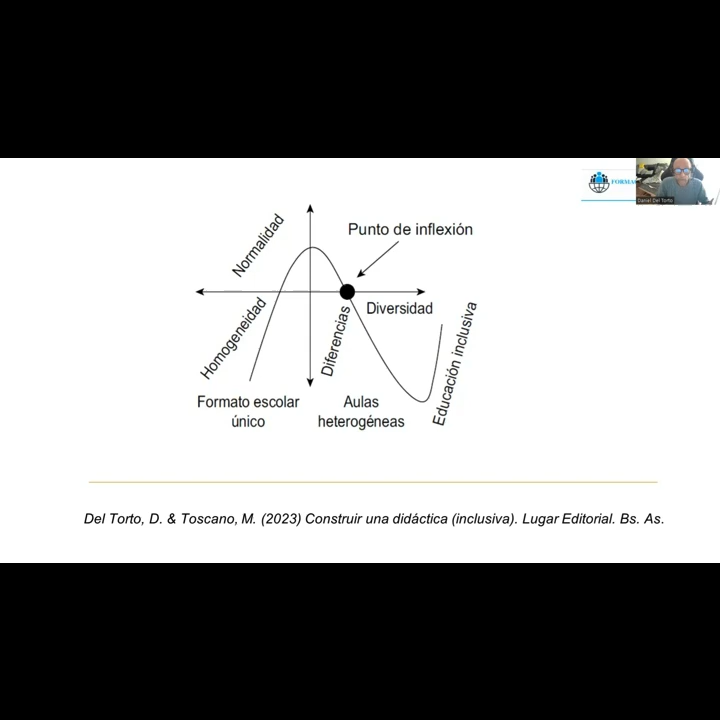 FORMA
Daniel Del Torto
Normalidad
Punto de inflexión
Homogeneidad
Diferencias
Diversidad
Educación inclusiva
Formato escolar
único
Aulas
heterogéneas
Del Torto, D. & Toscano, M. (2023) Construir una didáctica (inclusiva). Lugar Editorial. Bs. As.